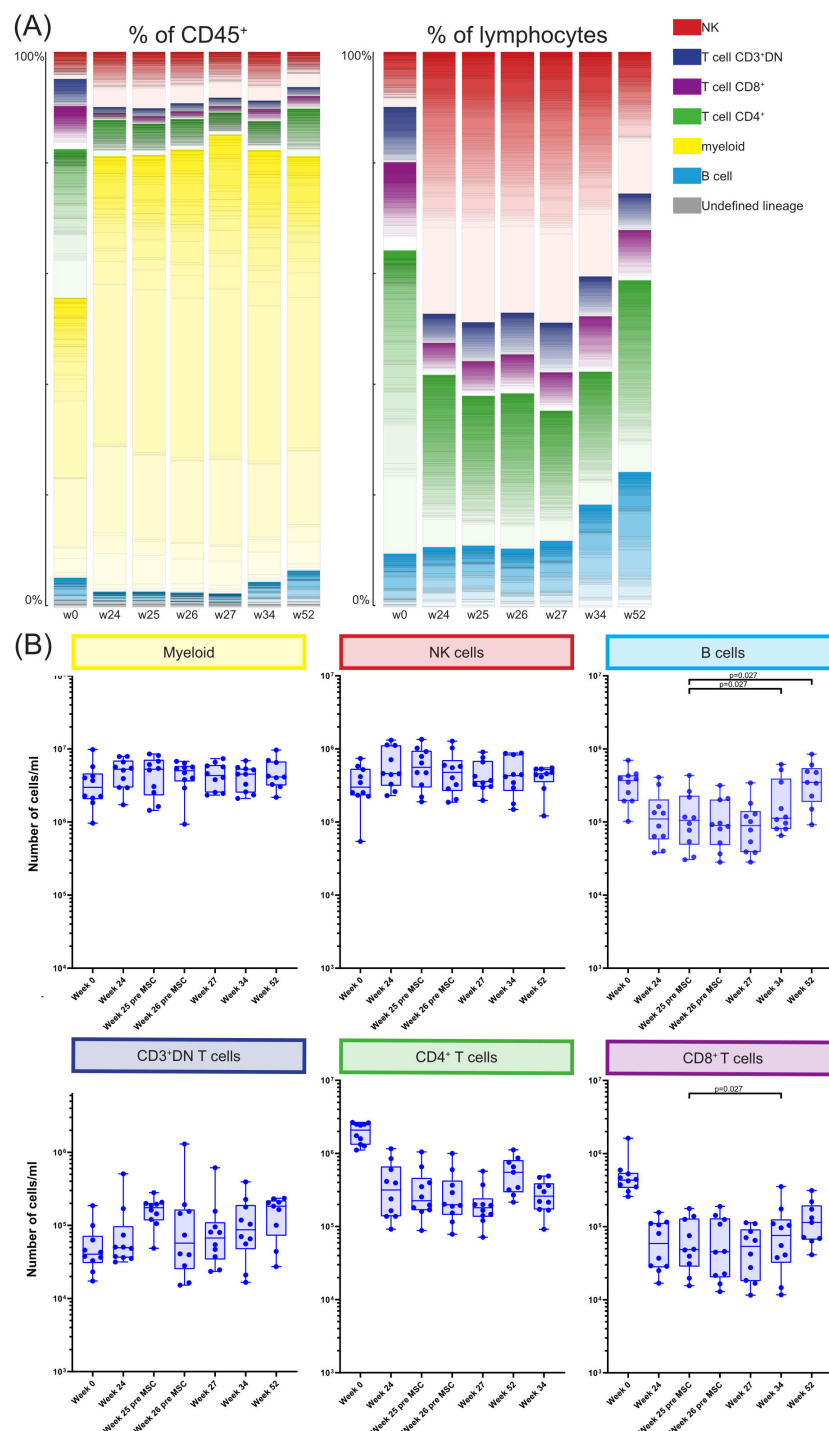 (A)
% of CD45⁺
% of lymphocytes
NK
T cell CD3⁺DN
T cell CD8⁺
T cell CD4⁺
myeloid
B cell
Undefined lineage
100%
0%
w0 w24 w25 w26 w27 w34 w52
100%
0%
w0 w24 w25 w26 w27 w34 w52
(B)
Myeloid
Number of cells/ml
10⁷
10⁶
10⁵
10⁴
Week 0
Week 24
Week 25 pre MSC
Week 26 pre MSC
Week 27
Week 34
Week 52
NK cells
10⁷
10⁶
10⁵
10⁴
10³
Week 0
Week 24
Week 25 pre MSC
Week 26 pre MSC
Week 27
Week 34
Week 52
B cells
p=0.027
p=0.027
10⁷
10⁶
10⁵
10⁴
10³
Week 0
Week 24
Week 25 pre MSC
Week 26 pre MSC
Week 27
Week 34
Week 52
CD3⁺DN T cells
Number of cells/ml
10⁶
10⁵
10⁴
10³
Week 0
Week 24
Week 25 pre MSC
Week 26 pre MSC
Week 27
Week 34
Week 52
CD4⁺ T cells
10⁷
10⁶
10⁵
10⁴
10³
Week 0
Week 24
Week 25 pre MSC
Week 26 pre MSC
Week 27
Week 52
Week 34
CD8⁺ T cells
p=0.027
10⁷
10⁶
10⁵
10⁴
10³
Week 0
Week 24
Week 25 pre MSC
Week 26 pre MSC
Week 27
Week 34
Week 52